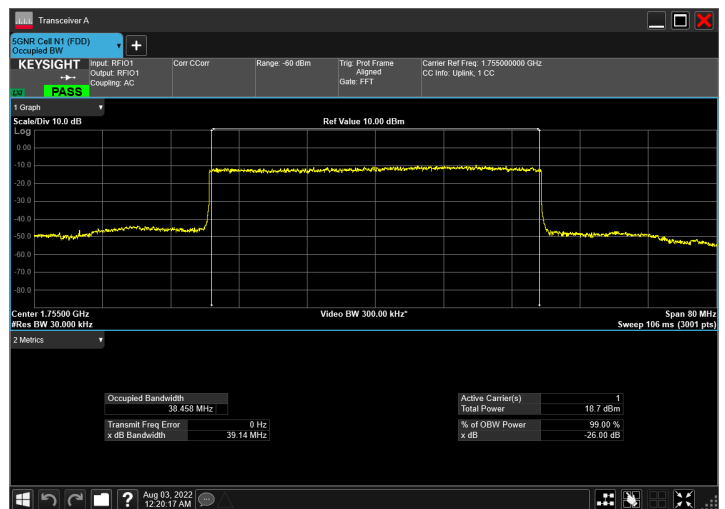 Transceiver A
5GNR Cell N1 (FDD)
Occupied BW
KEYSIGHT
LXI
PASS
Input: RFIO1
Output: RFIO1
Coupling: AC
Corr CCorr
Range: -60 dBm
Trig: Prot Frame
Aligned
Gate: FFT
Carrier Ref Freq: 1.755000000 GHz
CC Info: Uplink, 1 CC
1 Graph
Scale/Div 10.0 dB
Ref Value 10.00 dBm
Log
0.00
-10.0
-20.0
-30.0
-40.0
-50.0
-60.0
-70.0
-80.0
Center 1.75500 GHz
Video BW 300.00 kHz*
Span 80 MHz
#Res BW 30.000 kHz
Sweep 106 ms (3001 pts)
2 Metrics
Occupied Bandwidth
38.458 MHz
Transmit Freq Error 0 Hz
x dB Bandwidth 39.14 MHz
Active Carrier(s) 1
Total Power 18.7 dBm
% of OBW Power 99.00 %
x dB -26.00 dB
Aug 03, 2022
12:20:17 AM